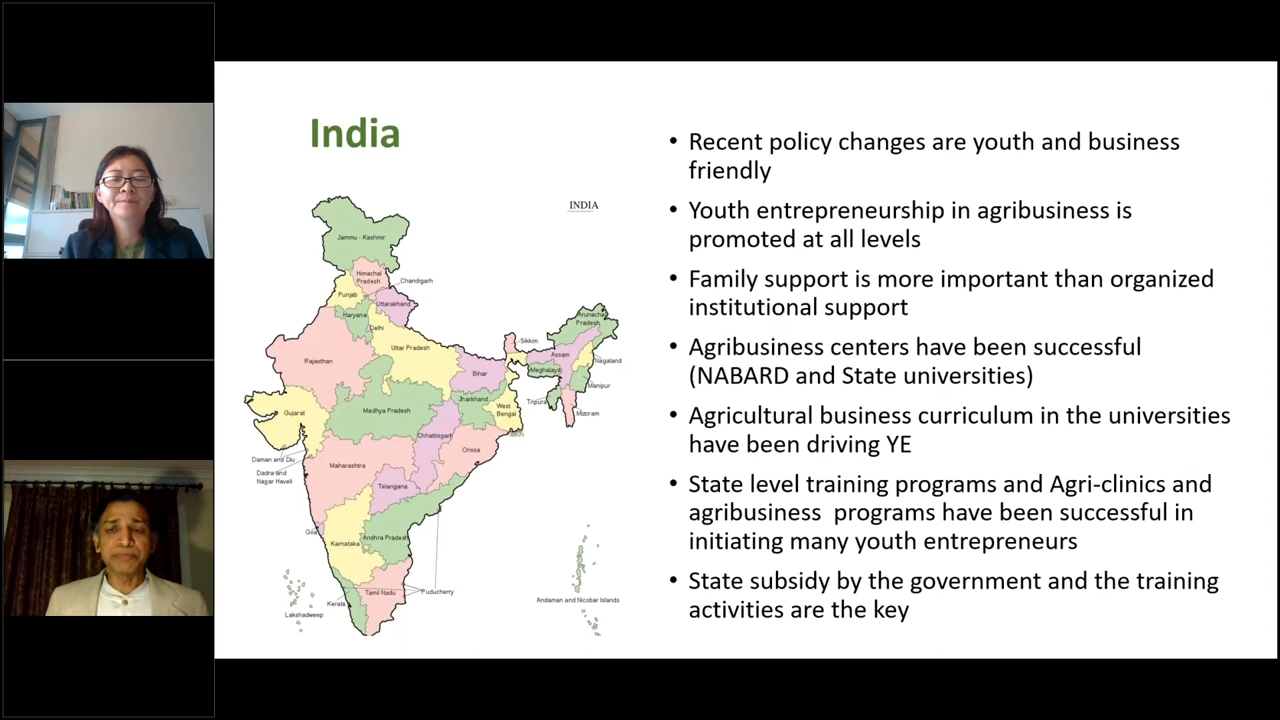 India
INDIA
Jammu - Kashmir
Himachal
Pradesh
Chandigarh
Punjab
Uttarakhand
Haryana
Delhi
Arunachal
Pradesh
Sikkim
Uttar Pradesh
Assam
Nagaland
Rajasthan
Meghalaya
Bihar
Manipur
Jharkhand
Tripura
West
Bengal
Mizoram
Gujarat
Madhya Pradesh
Chhattisgarh
Orissa
Daman and Diu
Dadra and
Nagar Haveli
Maharashtra
Telangana
Goa
Karnataka
Andhra Pradesh
Tamil Nadu
Puducherry
Kerala
Lakshadweep
Andaman and Nicobar Islands
• Recent policy changes are youth and business
friendly
• Youth entrepreneurship in agribusiness is
promoted at all levels
• Family support is more important than organized
institutional support
• Agribusiness centers have been successful
(NABARD and State universities)
• Agricultural business curriculum in the universities
have been driving YE
• State level training programs and Agri-clinics and
agribusiness  programs have been successful in
initiating many youth entrepreneurs
• State subsidy by the government and the training
activities are the key